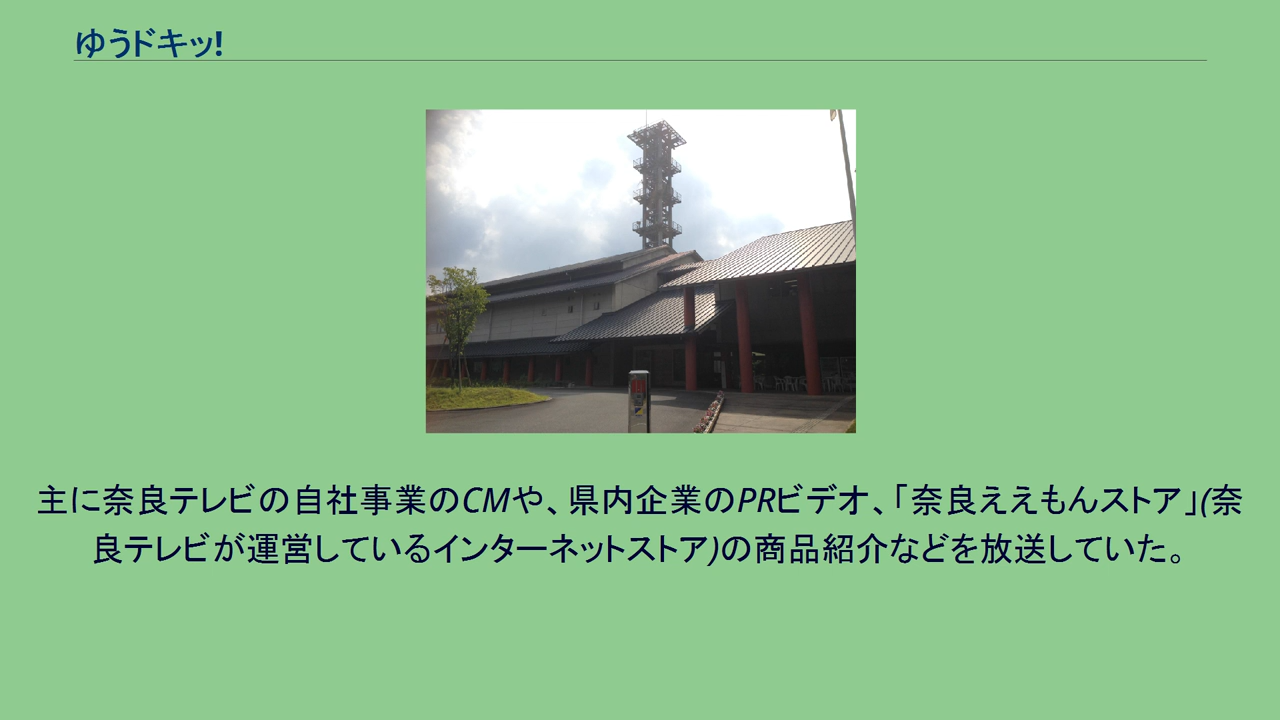 ゆうドキッ!
主に奈良テレビの自社事業のCMや、県内企業のPRビデオ、「奈良ええもんストア」(奈
良テレビが運営しているインターネットストア)の商品紹介などを放送していた。